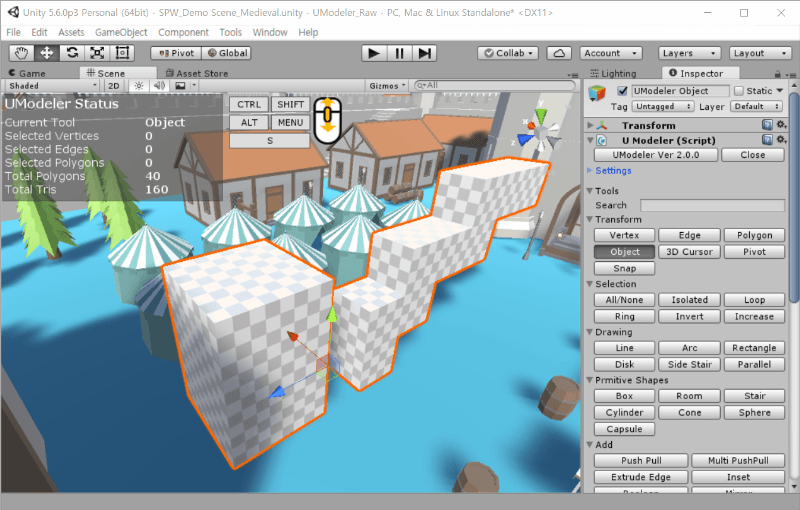 Unity 5.6.0p3 Personal (64bit) - SPW_Demo Scene_Medieval.unity - UModeler_Raw - PC, Mac & Linux Standalone* <DX11>
File Edit Assets GameObject Component Tools Window Help
Pivot Global Collab Account Layers Layout
Game Scene Asset Store Lighting Inspector
Shaded 2D Gizmos All
UModeler Object Static
Tag Untagged Layer Default
Transform
U Modeler (Script)
UModeler Ver 2.0.0 Close
Settings
Tools
Search
Transform
Vertex Edge Polygon
Object 3D Cursor Pivot
Snap
Selection
All/None Isolated Loop
Ring Invert Increase
Drawing
Line Arc Rectangle
Disk Side Stair Parallel
Prmitive Shapes
Box Room Stair
Cylinder Cone Sphere
Capsule
Add
Push Pull Multi PushPull
Extrude Edge Inset
Boolean Mirror
UModeler Status
Current Tool Object
Selected Vertices 0
Selected Edges 0
Selected Polygons 0
Total Polygons 40
Total Tris 160
CTRL SHIFT
ALT MENU
S
y
z